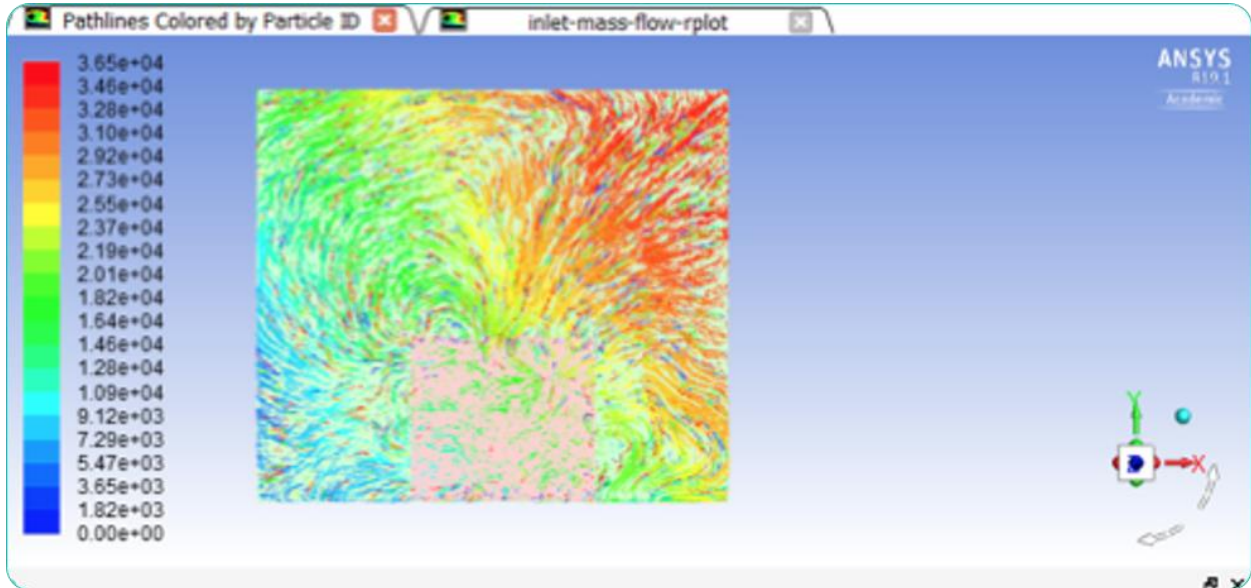 Pathlines Colored by Particle ID
inlet-mass-flow-rplot
ANSYS
R19.1
Academic
3.65e+04
3.46e+04
3.28e+04
3.10e+04
2.92e+04
2.73e+04
2.55e+04
2.37e+04
2.19e+04
2.01e+04
1.82e+04
1.64e+04
1.46e+04
1.28e+04
1.09e+04
9.12e+03
7.29e+03
5.47e+03
3.65e+03
1.82e+03
0.00e+00
Y
X